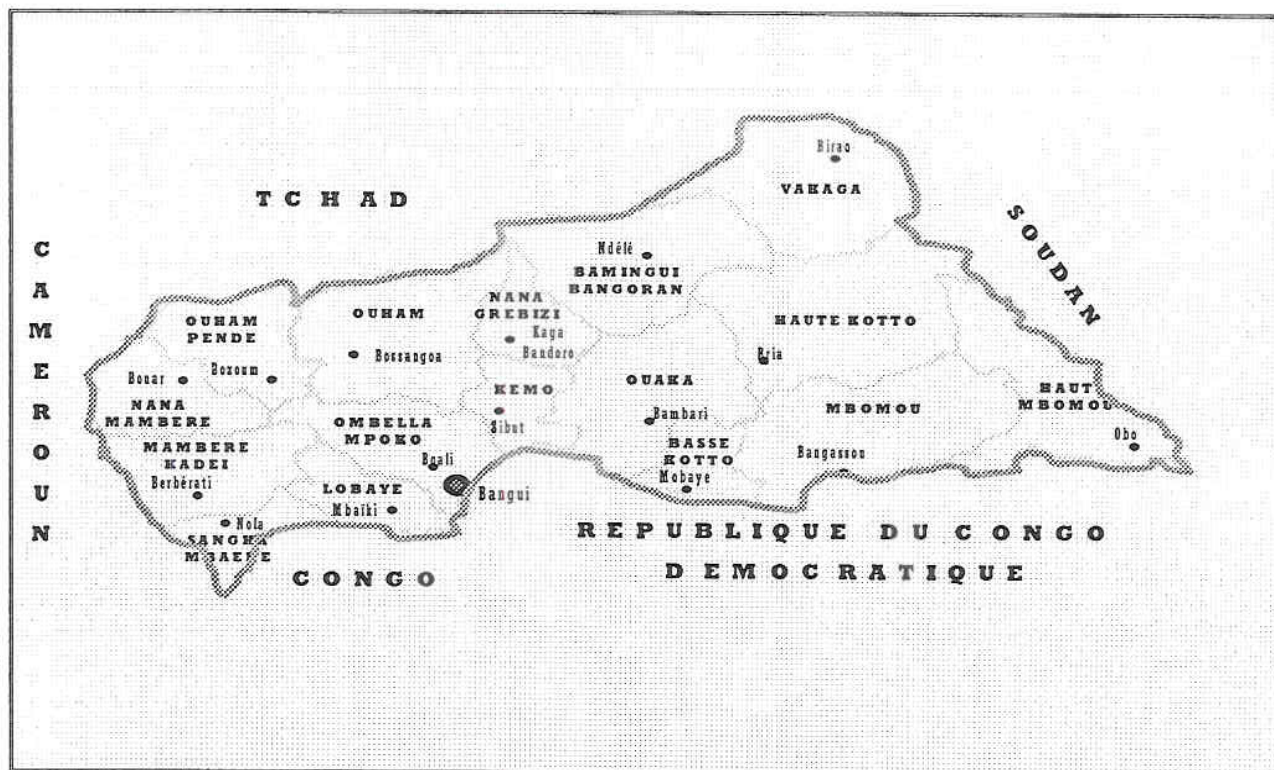 Birao
VAKAGA
TCHAD
SOUDAN
CAMEROUN
Ndélé
BAMINGUI
BANGORAN
NANA
GREBIZI
OUHAM
PENDE
OUHAM
HAUTE KOTTO
Kaga
Bandoro
Bossangoa
Bria
Bouar
Bozoum
OUAKA
KEMO
HAUT
MBOMOU
NANA
MAMBERE
MBOMOU
Bambari
Sibut
OMBELLA
MPOKO
Obo
MAMBERE
KADEI
BASSE
KOTTO
Bangassou
Boali
Berbérati
LOBAYE
Mobaye
Bangui
Mbaïki
Nola
SANGHA
MBAERE
REPUBLIQUE DU CONGO
DEMOCRATIQUE
CONGO